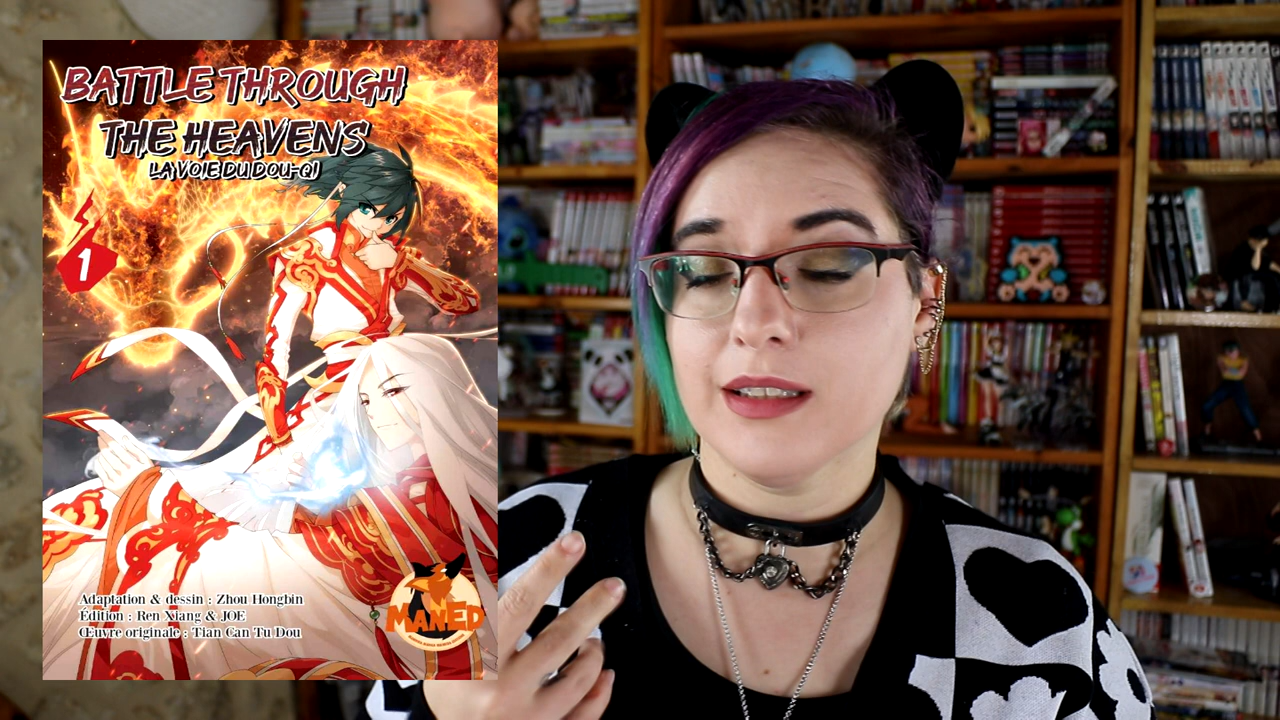 BATTLE THROUGH
THE HEAVENS
LA VOIE DU DOU-QI
1
MANED
Adaptation & dessin : Zhou Hongbin
Édition : Ren Xiang & JOE
Œuvre originale : Tian Can Tu Dou